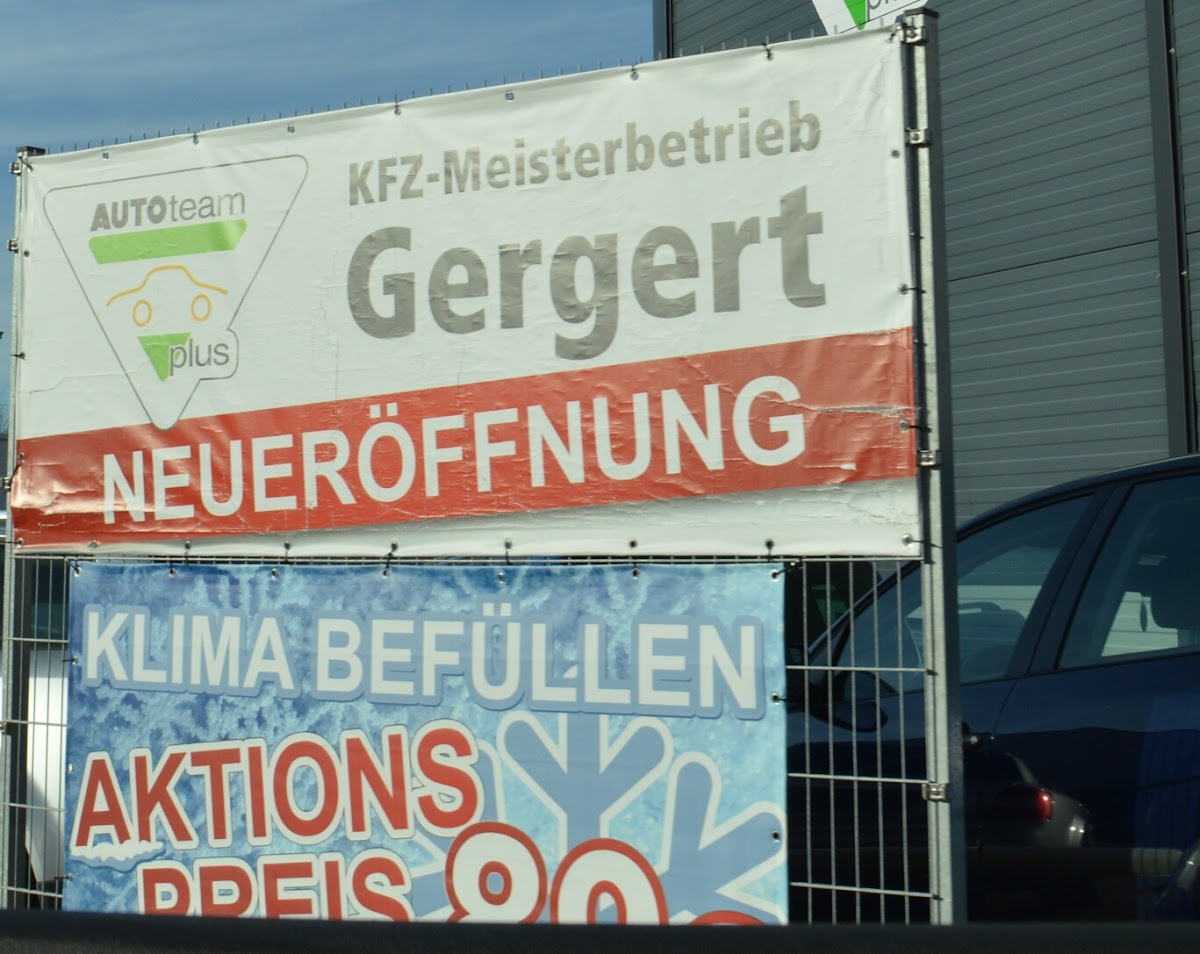 AUTOteam
plus
KFZ-Meisterbetrieb
Gergert
NEUERÖFFNUNG
KLIMA BEFÜLLEN
AKTIONS
PREIS